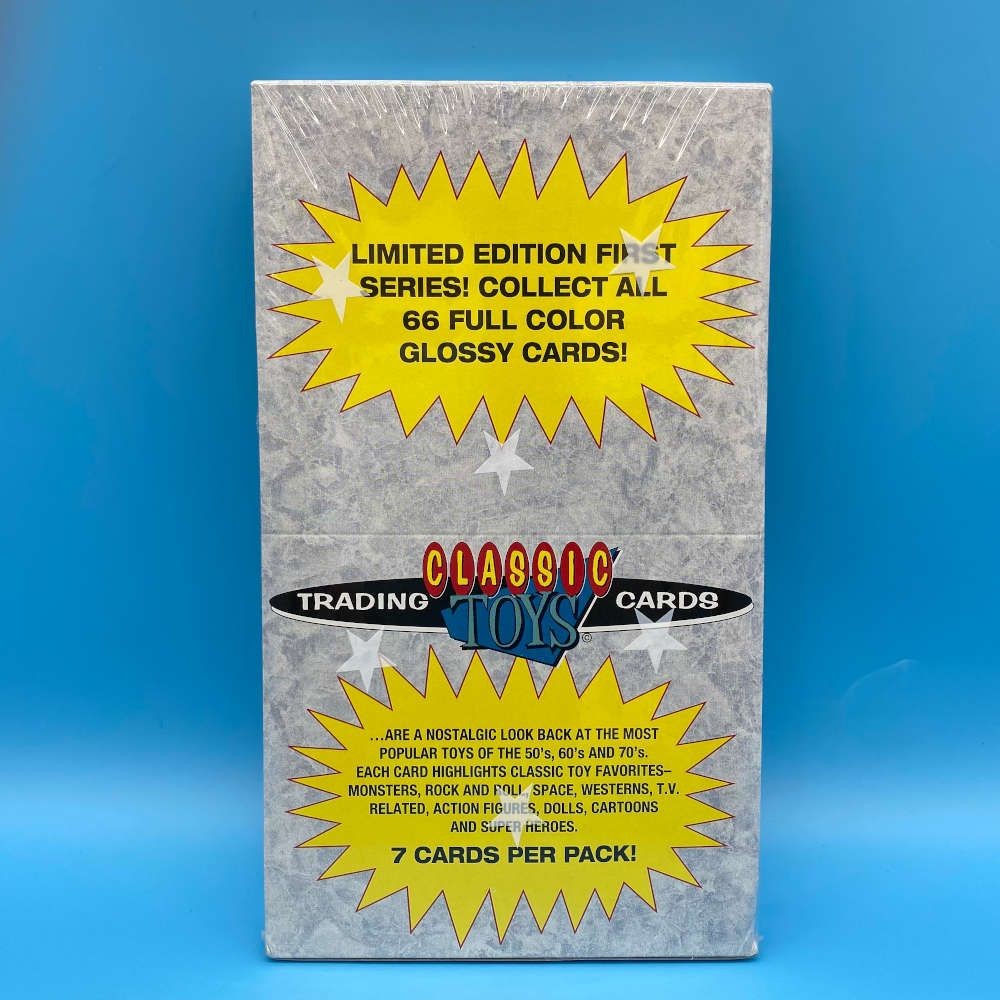 LIMITED EDITION FIRST
SERIES! COLLECT ALL
66 FULL COLOR
GLOSSY CARDS!
CLASSIC
TRADING TOYS© CARDS
...ARE A NOSTALGIC LOOK BACK AT THE MOST
POPULAR TOYS OF THE 50's, 60's AND 70's.
EACH CARD HIGHLIGHTS CLASSIC TOY FAVORITES–
MONSTERS, ROCK AND ROLL, SPACE, WESTERNS, T.V.
RELATED, ACTION FIGURES, DOLLS, CARTOONS
AND SUPER HEROES.
7 CARDS PER PACK!